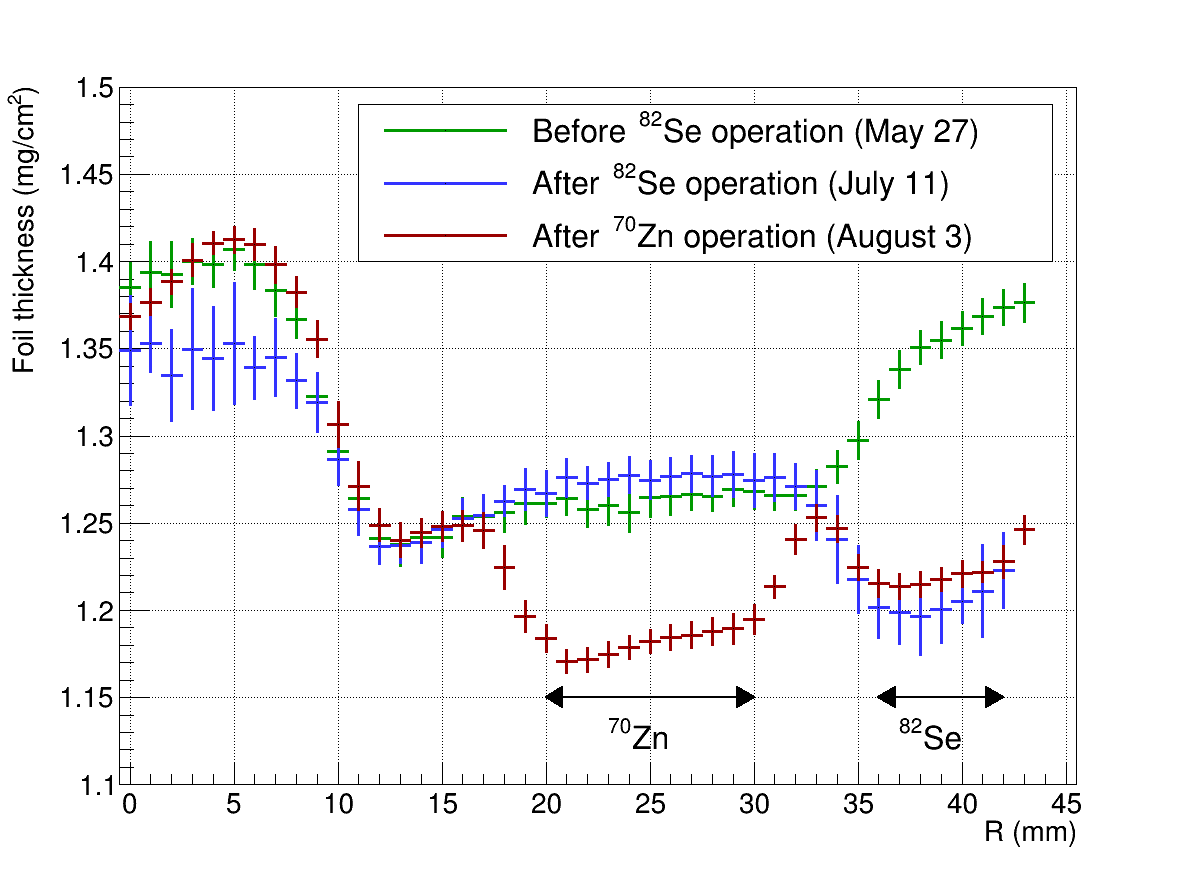 Foil thickness (mg/cm²)
1.5
1.45
1.4
1.35
1.3
1.25
1.2
1.15
1.1
Before ⁸²Se operation (May 27)
After ⁸²Se operation (July 11)
After ⁷⁰Zn operation (August 3)
⁷⁰Zn
⁸²Se
0 5 10 15 20 25 30 35 40 45
R (mm)